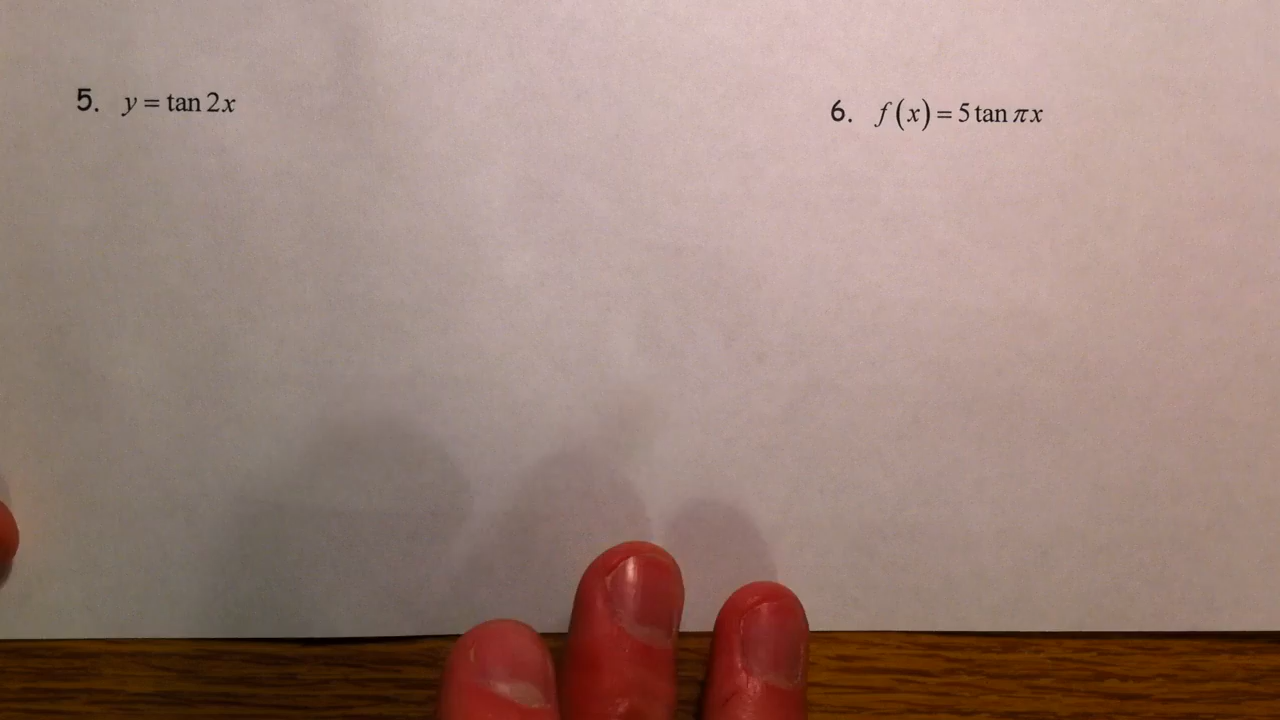 5. y = tan 2x
6. f(x) = 5 tan πx